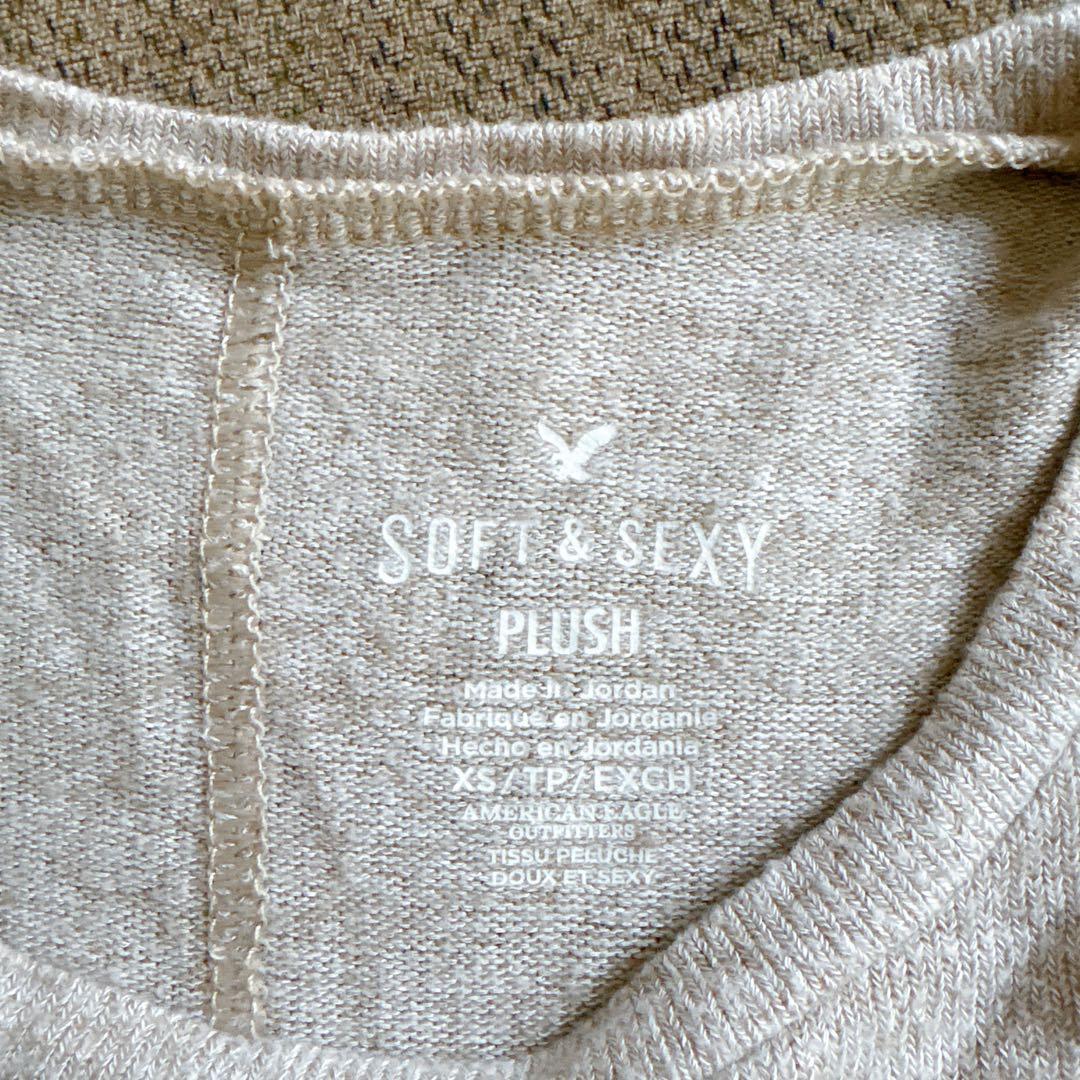 SOFT & SEXY
PLUSH
Made in Jordan
Fabriqué en Jordanie
Hecho en Jordania
XS/TP/EXCH
AMERICAN EAGLE
OUTFITTERS
TISSU PELUCHE
DOUX ET SEXY